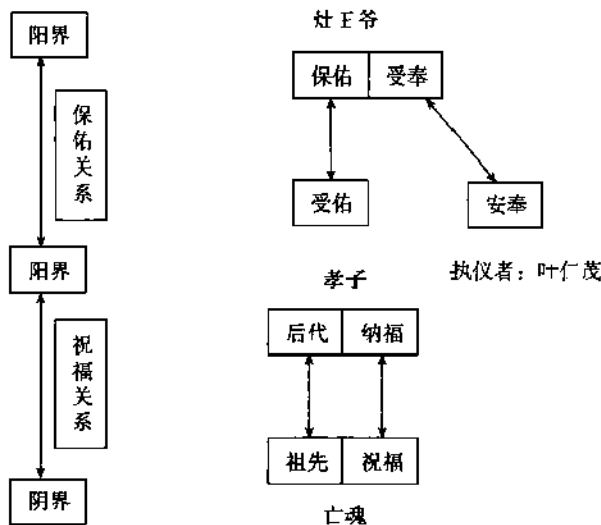 阳界
灶王爷
保佑 受奉
保佑关系
受佑
安奉
阳界
执仪者：叶仁茂
孝子
后代 纳福
祝福关系
祖先 祝福
阴界
亡魂